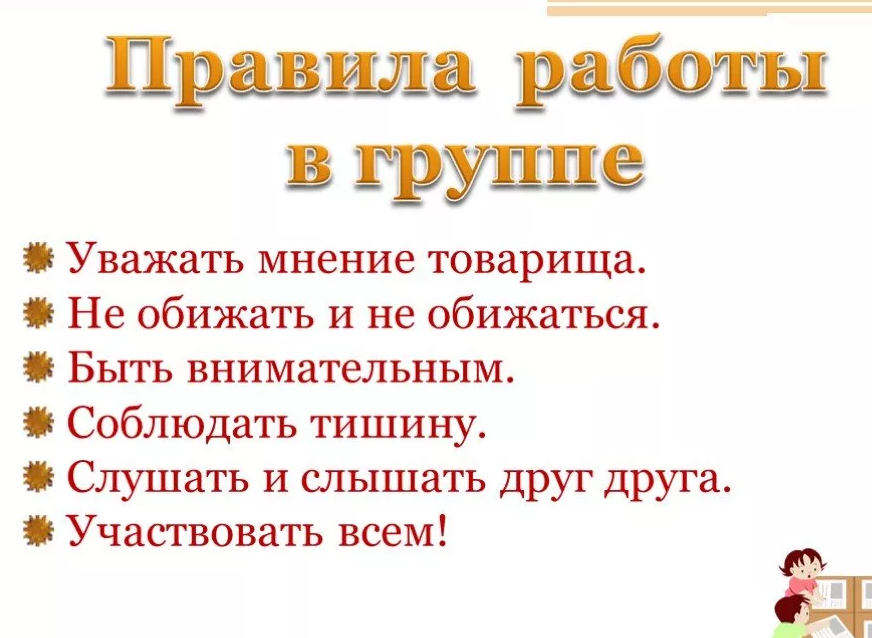 Правила работы
в группе
Уважать мнение товарища.
Не обижать и не обижаться.
Быть внимательным.
Соблюдать тишину.
Слушать и слышать друг друга.
Участвовать всем!